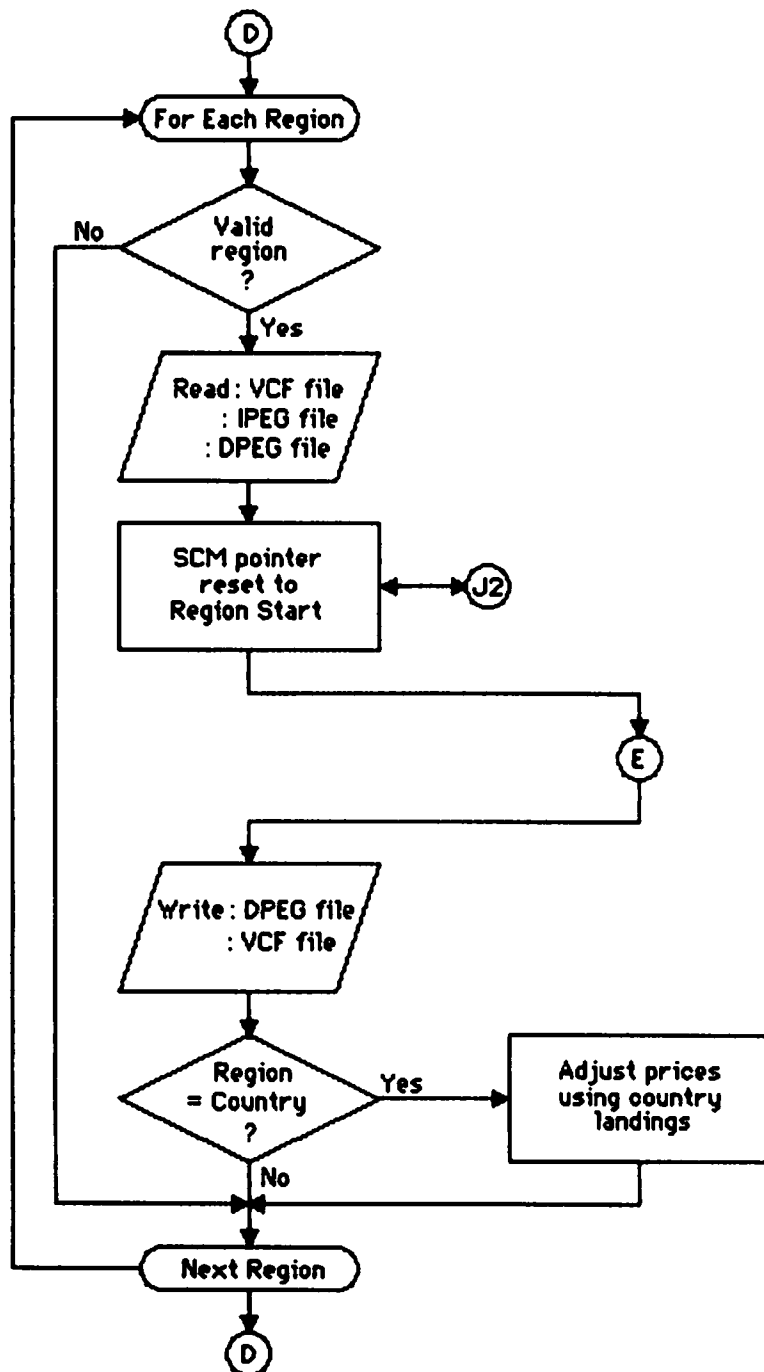 D
For Each Region
No
Valid
region
?
Yes
Read : VCF file
: IPEG file
: DPEG file
SCM pointer
reset to
Region Start
J2
E
Write : DPEG file
: VCF file
Region
= Country
?
Yes
Adjust prices
using country
landings
No
Next Region
D